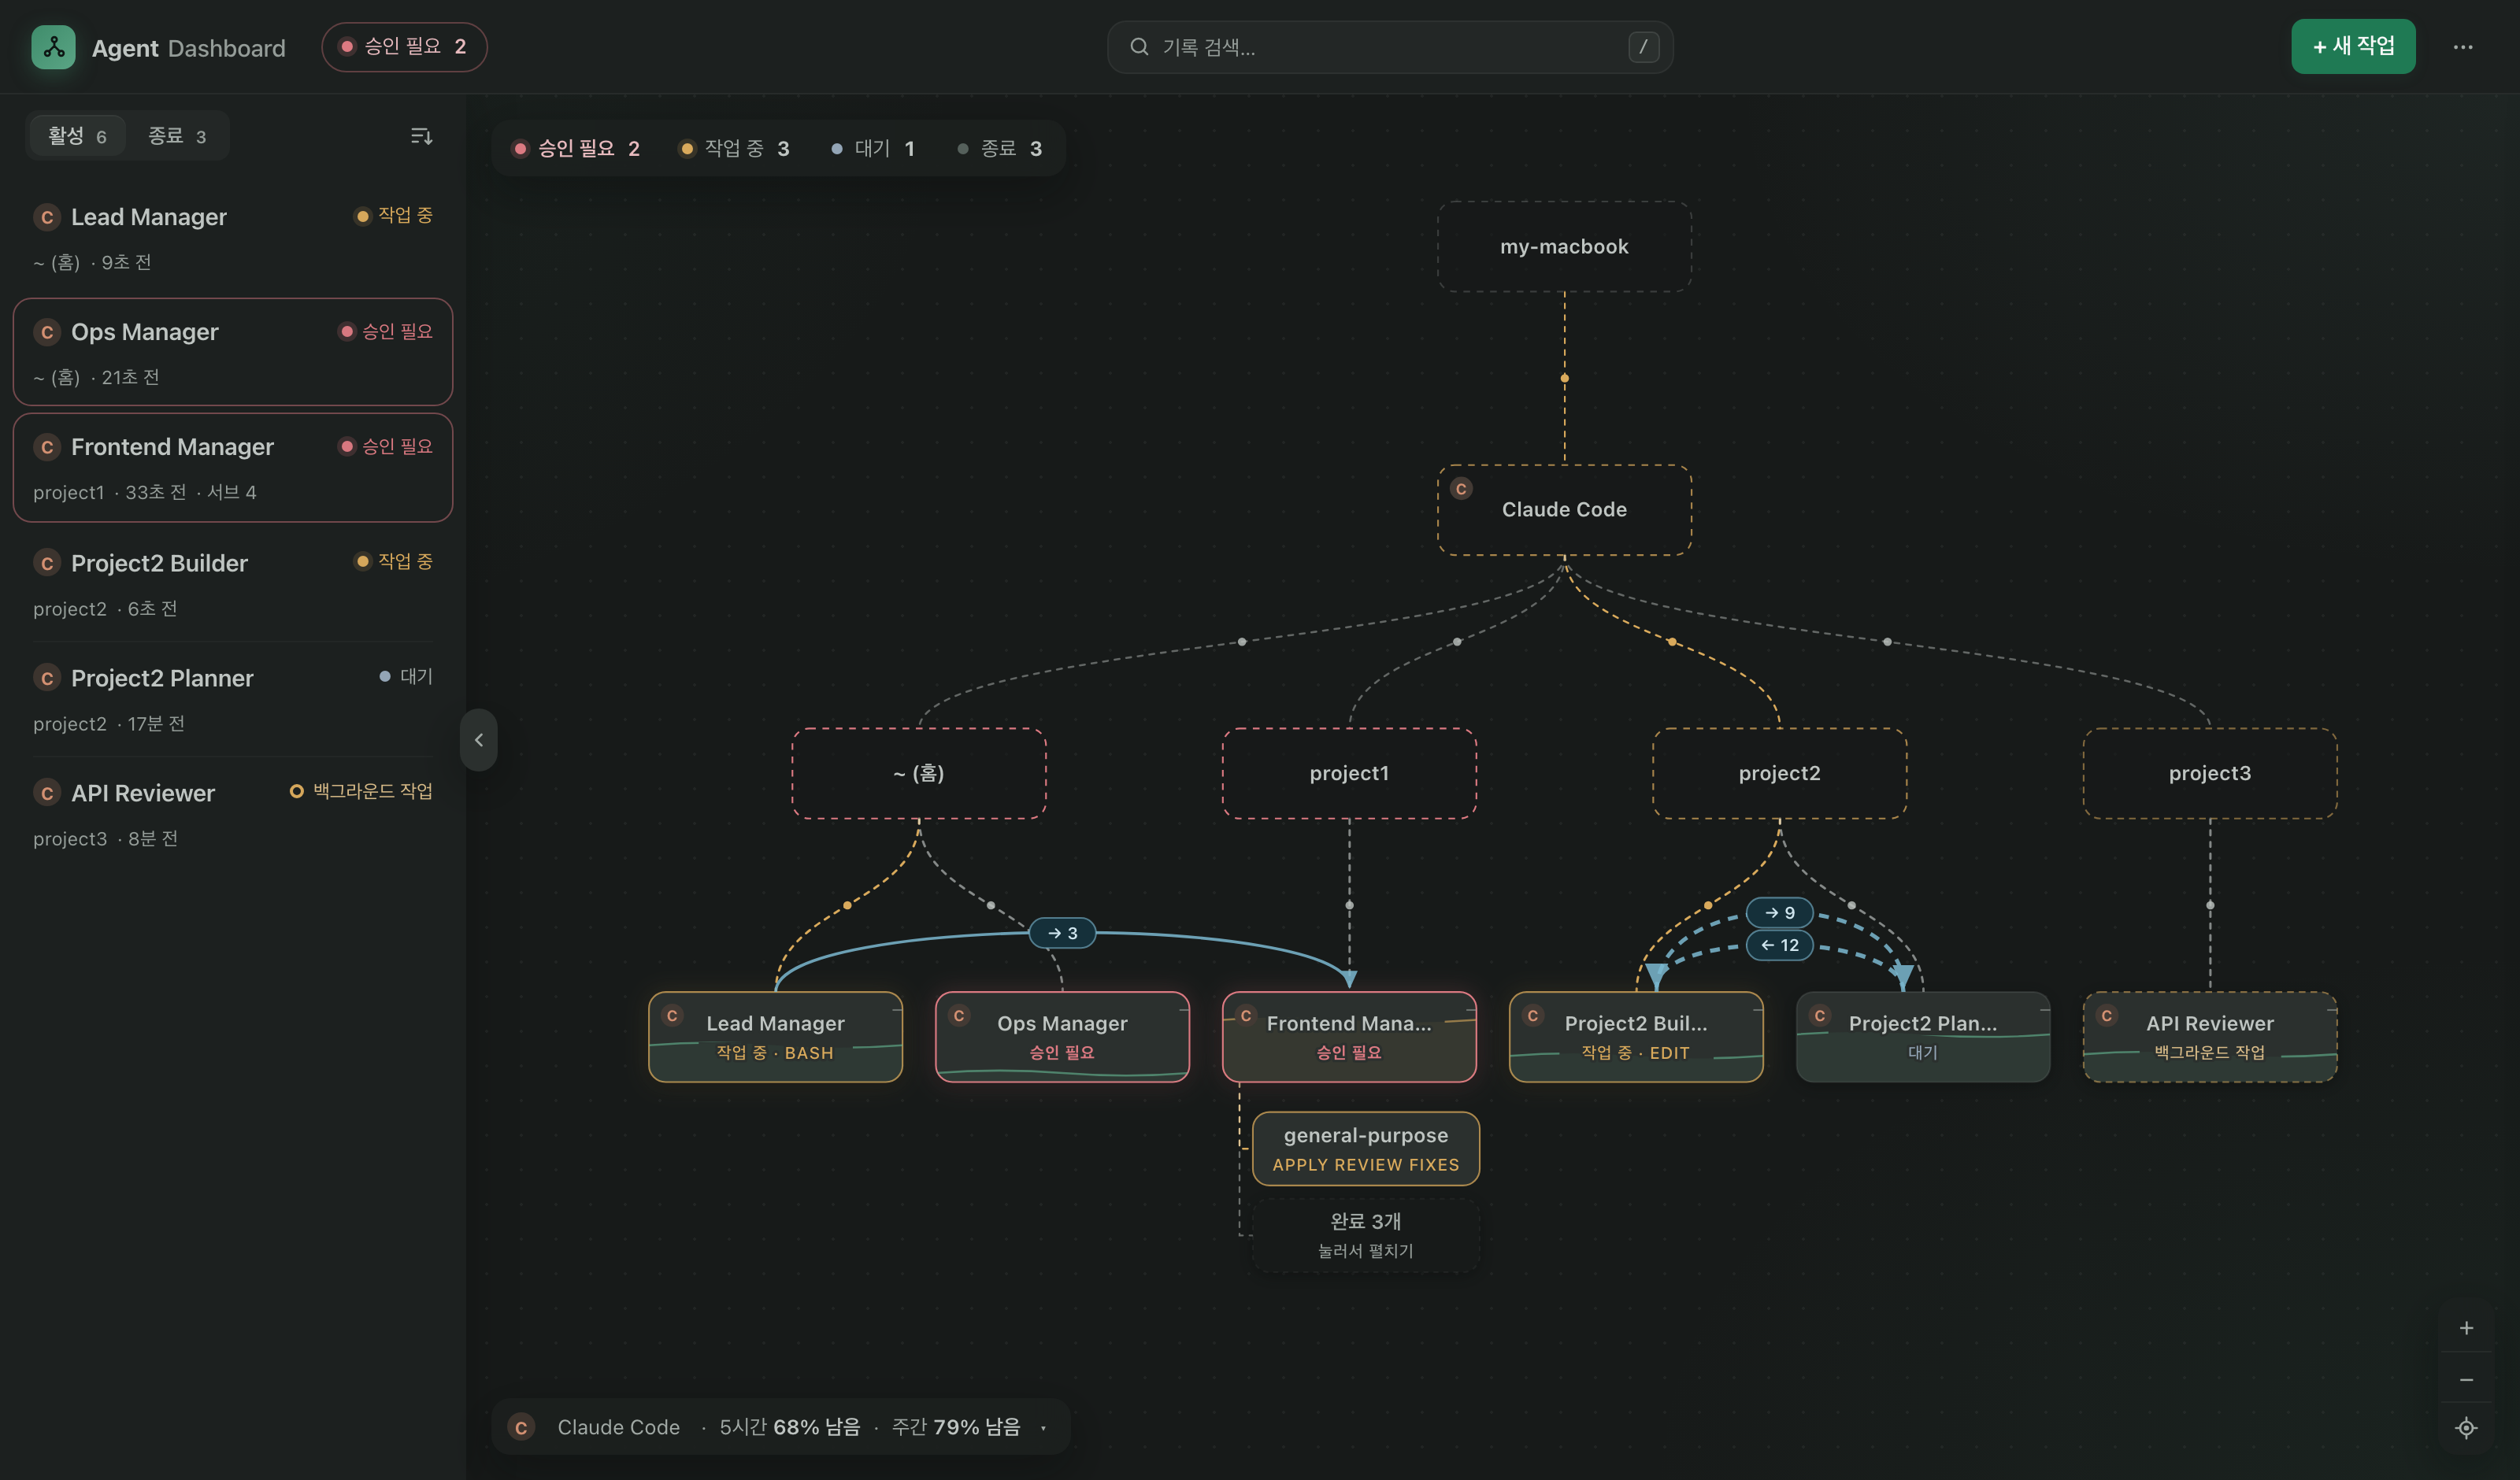 Agent Dashboard
승인 필요 2
기록 검색...
/
+ 새 작업
활성 6
종료 3
승인 필요 2
작업 중 3
대기 1
종료 3
C Lead Manager
작업 중
~ (홈) · 9초 전
C Ops Manager
승인 필요
~ (홈) · 21초 전
C Frontend Manager
승인 필요
project1 · 33초 전 · 서브 4
C Project2 Builder
작업 중
project2 · 6초 전
C Project2 Planner
대기
project2 · 17분 전
C API Reviewer
백그라운드 작업
project3 · 8분 전
my-macbook
C
Claude Code
~ (홈)
project1
project2
project3
→ 3
→ 9
← 12
C Lead Manager
작업 중 · BASH
C Ops Manager
승인 필요
C Frontend Mana...
승인 필요
C Project2 Buil...
작업 중 · EDIT
C Project2 Plan...
대기
C API Reviewer
백그라운드 작업
general-purpose
APPLY REVIEW FIXES
완료 3개
눌러서 펼치기
C Claude Code · 5시간 68% 남음 · 주간 79% 남음
+
−